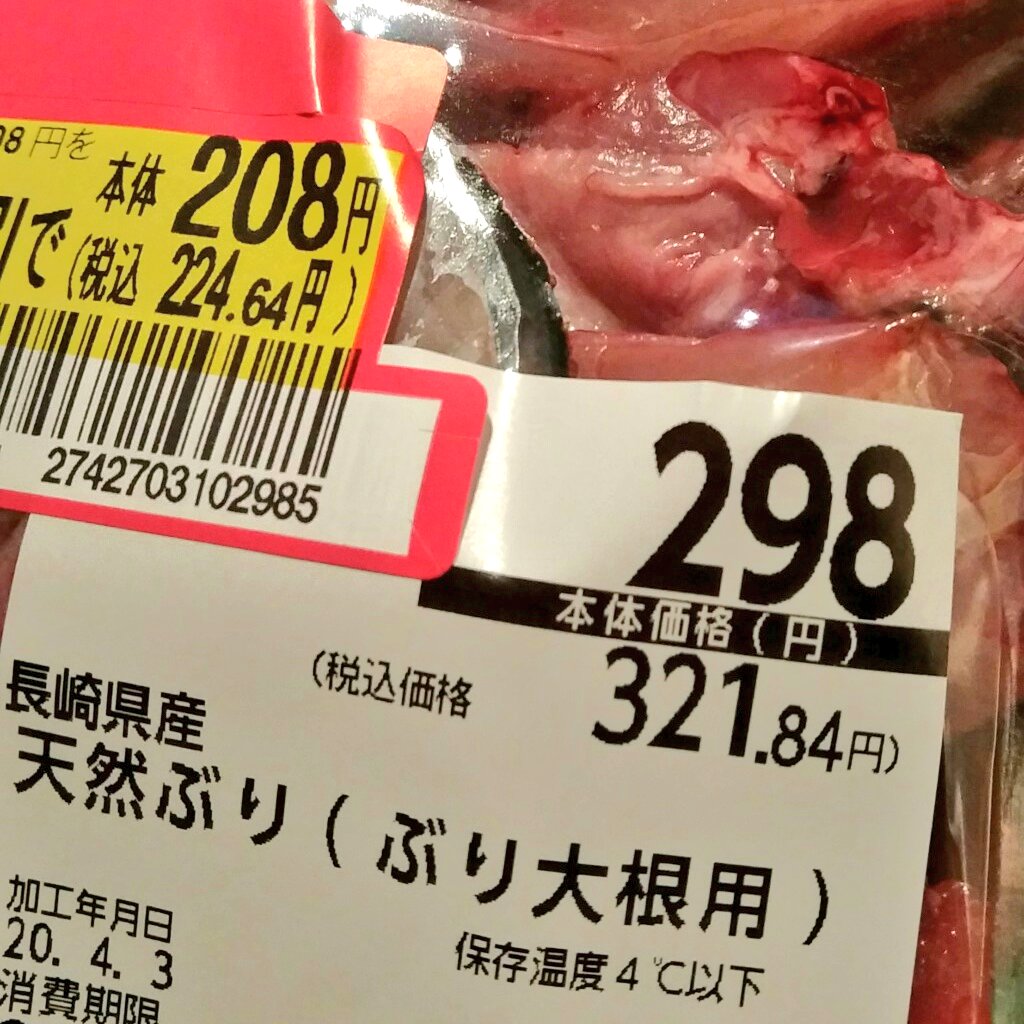 98円を
本体 208円
引で (税込 224.64円)
2742703102985
298
本体価格(円)
(税込価格 321.84円)
長崎県産
天然ぶり(ぶり大根用)
加工年月日
20. 4. 3
保存温度4℃以下
消費期限